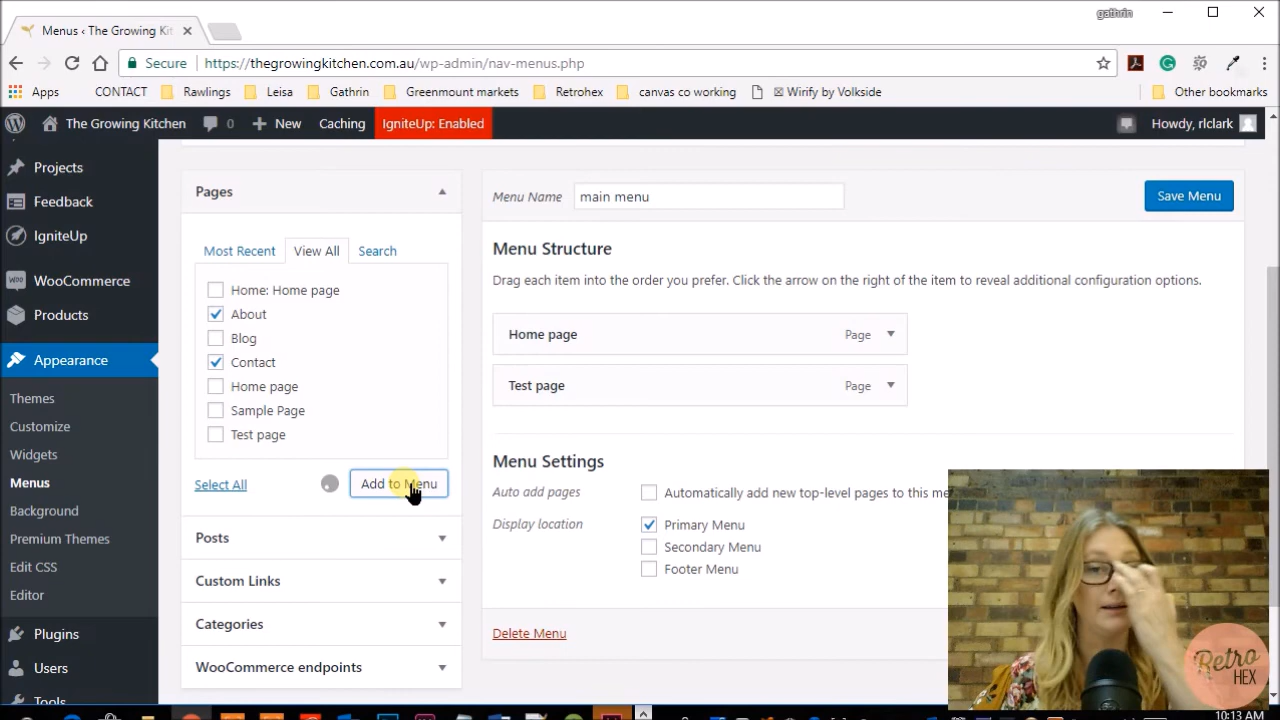 gathrin
Menus ‹ The Growing Kit
Secure https://thegrowingkitchen.com.au/wp-admin/nav-menus.php
Apps CONTACT Rawlings Leisa Gathrin Greenmount markets Retrohex canvas co working ☒ Wirify by Volkside Other bookmarks
The Growing Kitchen 0 New Caching IgniteUp: Enabled Howdy, rlclark
Projects
Feedback
IgniteUp
WooCommerce
Products
Appearance
Themes
Customize
Widgets
Menus
Background
Premium Themes
Edit CSS
Editor
Plugins
Users
Tools
Pages
Most Recent View All Search
Home: Home page
About
Blog
Contact
Home page
Sample Page
Test page
Select All Add to Menu
Posts
Custom Links
Categories
WooCommerce endpoints
Menu Name main menu Save Menu
Menu Structure
Drag each item into the order you prefer. Click the arrow on the right of the item to reveal additional configuration options.
Home page Page
Test page Page
Menu Settings
Auto add pages Automatically add new top-level pages to this me
Display location Primary Menu
Secondary Menu
Footer Menu
Delete Menu
Retro
HEX
10:13 AM